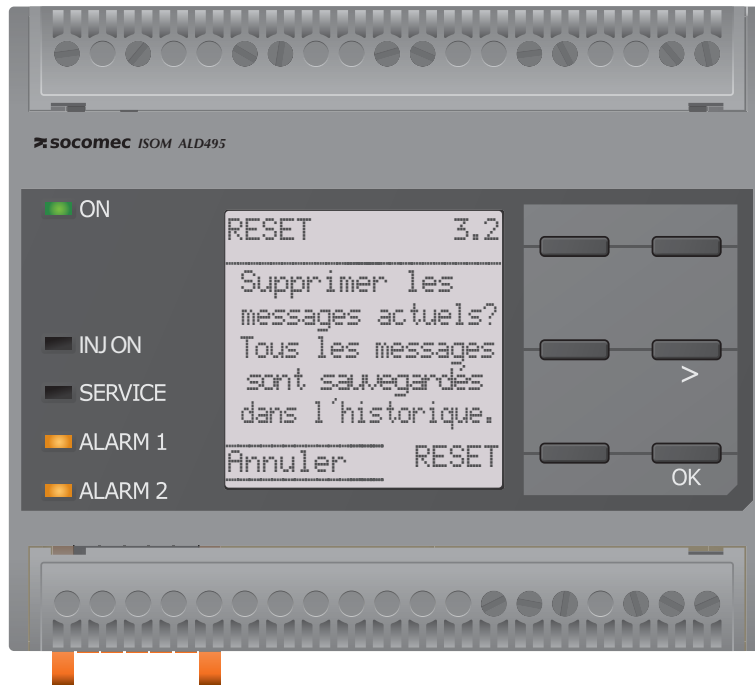 socomec ISOM ALD495
ON
RESET 3.2
Supprimer les
messages actuels?
Tous les messages
sont sauvegardés
dans l'historique.
Annuler RESET
INJ ON
SERVICE
ALARM 1
ALARM 2
>
OK